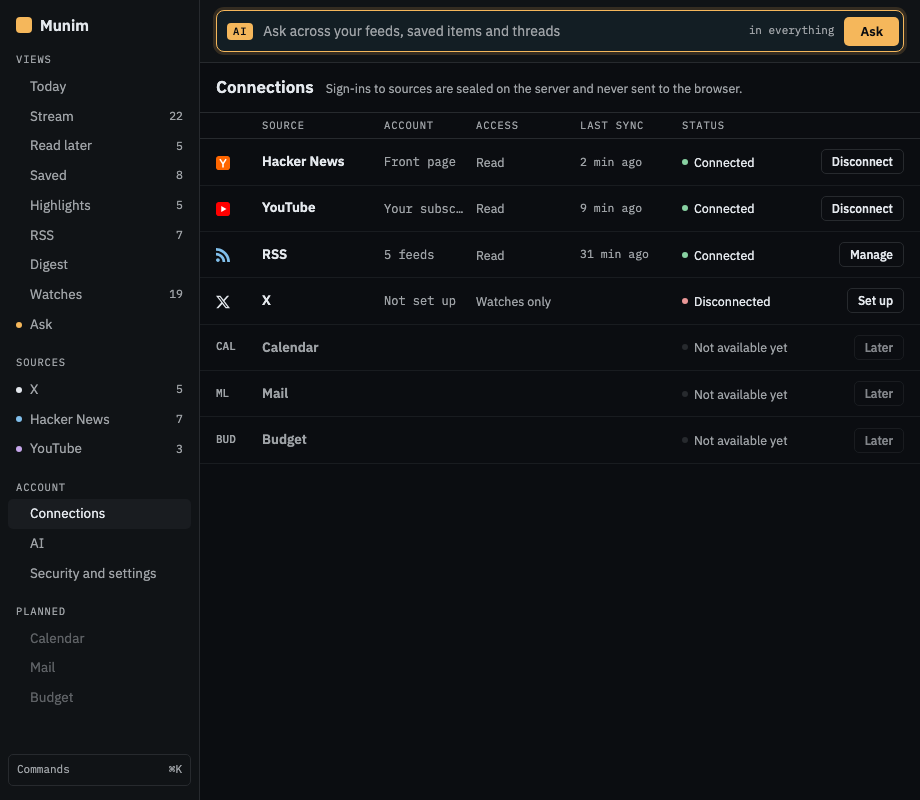 Munim
VIEWS
Today
Stream 22
Read later 5
Saved 8
Highlights 5
RSS 7
Digest
Watches 19
Ask
SOURCES
X 5
Hacker News 7
YouTube 3
ACCOUNT
Connections
AI
Security and settings
PLANNED
Calendar
Mail
Budget
Commands ⌘K
AI Ask across your feeds, saved items and threads in everything Ask
Connections Sign-ins to sources are sealed on the server and never sent to the browser.
SOURCE ACCOUNT ACCESS LAST SYNC STATUS
Y Hacker News Front page Read 2 min ago Connected Disconnect
YouTube Your subsc… Read 9 min ago Connected Disconnect
RSS 5 feeds Read 31 min ago Connected Manage
X X Not set up Watches only Disconnected Set up
CAL Calendar Not available yet Later
ML Mail Not available yet Later
BUD Budget Not available yet Later